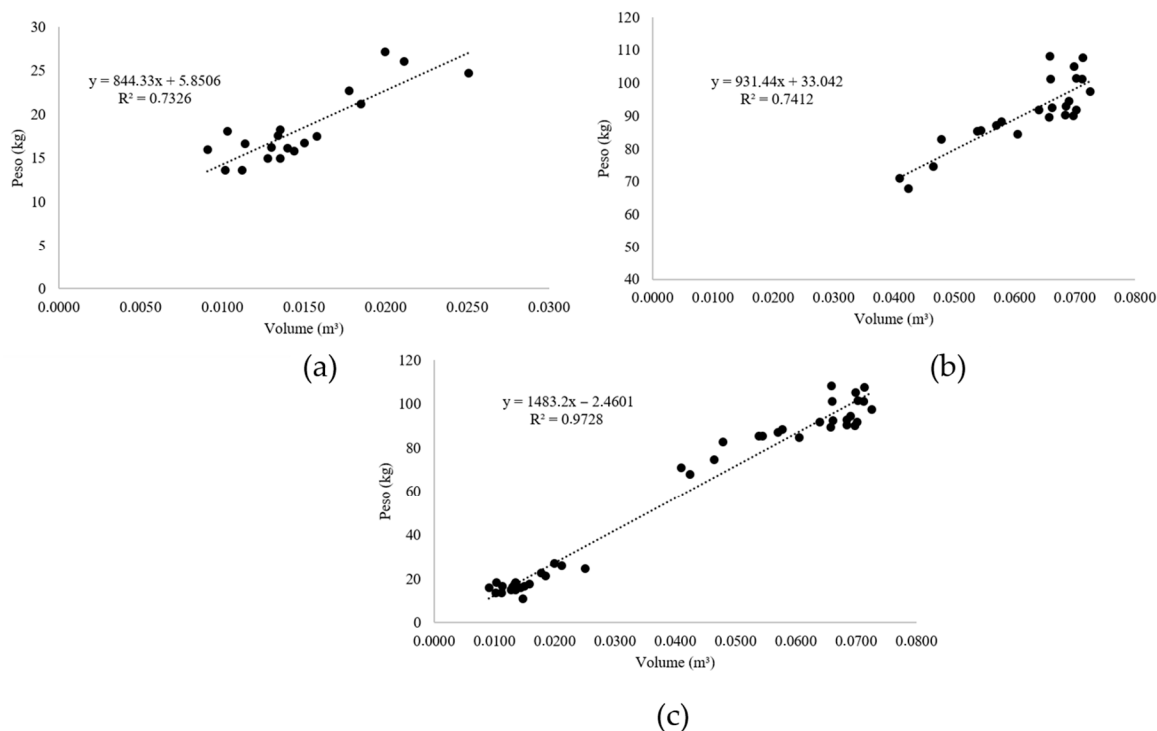 30
25
20
15
10
5
0
Peso (kg)
y = 844.33x + 5.8506
R² = 0.7326
0.0000 0.0050 0.0100 0.0150 0.0200 0.0250 0.0300
Volume (m³)
(a)
120
110
100
90
80
70
60
50
40
Peso (kg)
y = 931.44x + 33.042
R² = 0.7412
0.0000 0.0100 0.0200 0.0300 0.0400 0.0500 0.0600 0.0700 0.0800
Volume (m³)
(b)
120
100
80
60
40
20
0
Peso (kg)
y = 1483.2x − 2.4601
R² = 0.9728
0.0000 0.0100 0.0200 0.0300 0.0400 0.0500 0.0600 0.0700 0.0800
Volume (m³)
(c)